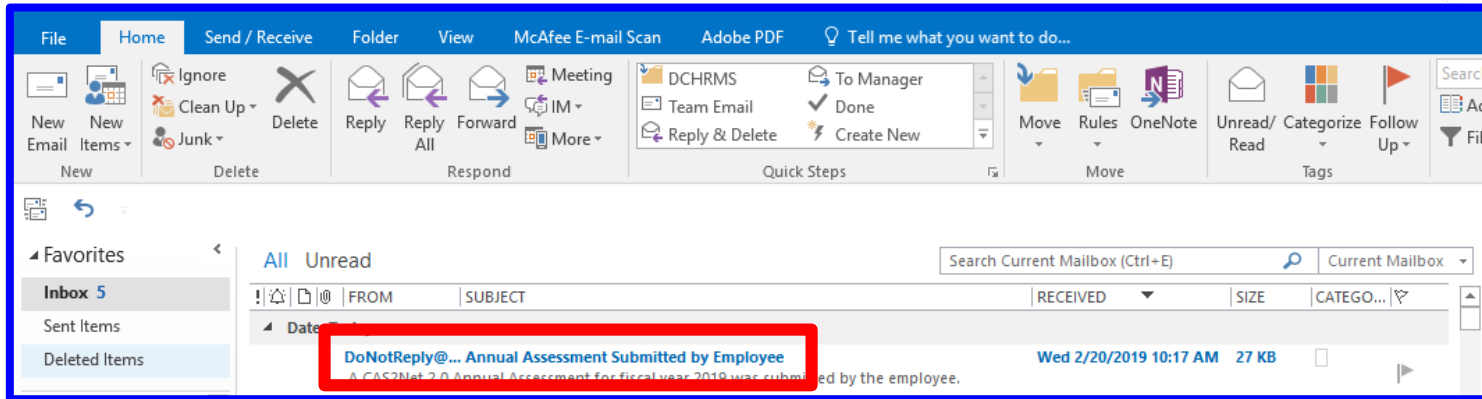 File Home Send / Receive Folder View McAfee E-mail Scan Adobe PDF Tell me what you want to do...
Ignore Meeting DCHRMS To Manager
Clean Up Delete Reply Reply Forward IM Team Email Done Move Rules OneNote Unread/ Categorize Follow
New New Junk All More Reply & Delete Create New Read Up
Email Items
New Delete Respond Quick Steps Move Tags
Favorites All Unread Search Current Mailbox (Ctrl+E) Current Mailbox
Inbox 5 ! FROM SUBJECT RECEIVED SIZE CATEGO...
Sent Items
Deleted Items DoNotReply@... Annual Assessment Submitted by Employee Wed 2/20/2019 10:17 AM 27 KB
A CAS2Net 2.0 Annual Assessment for fiscal year 2019 was submitted by the employee.